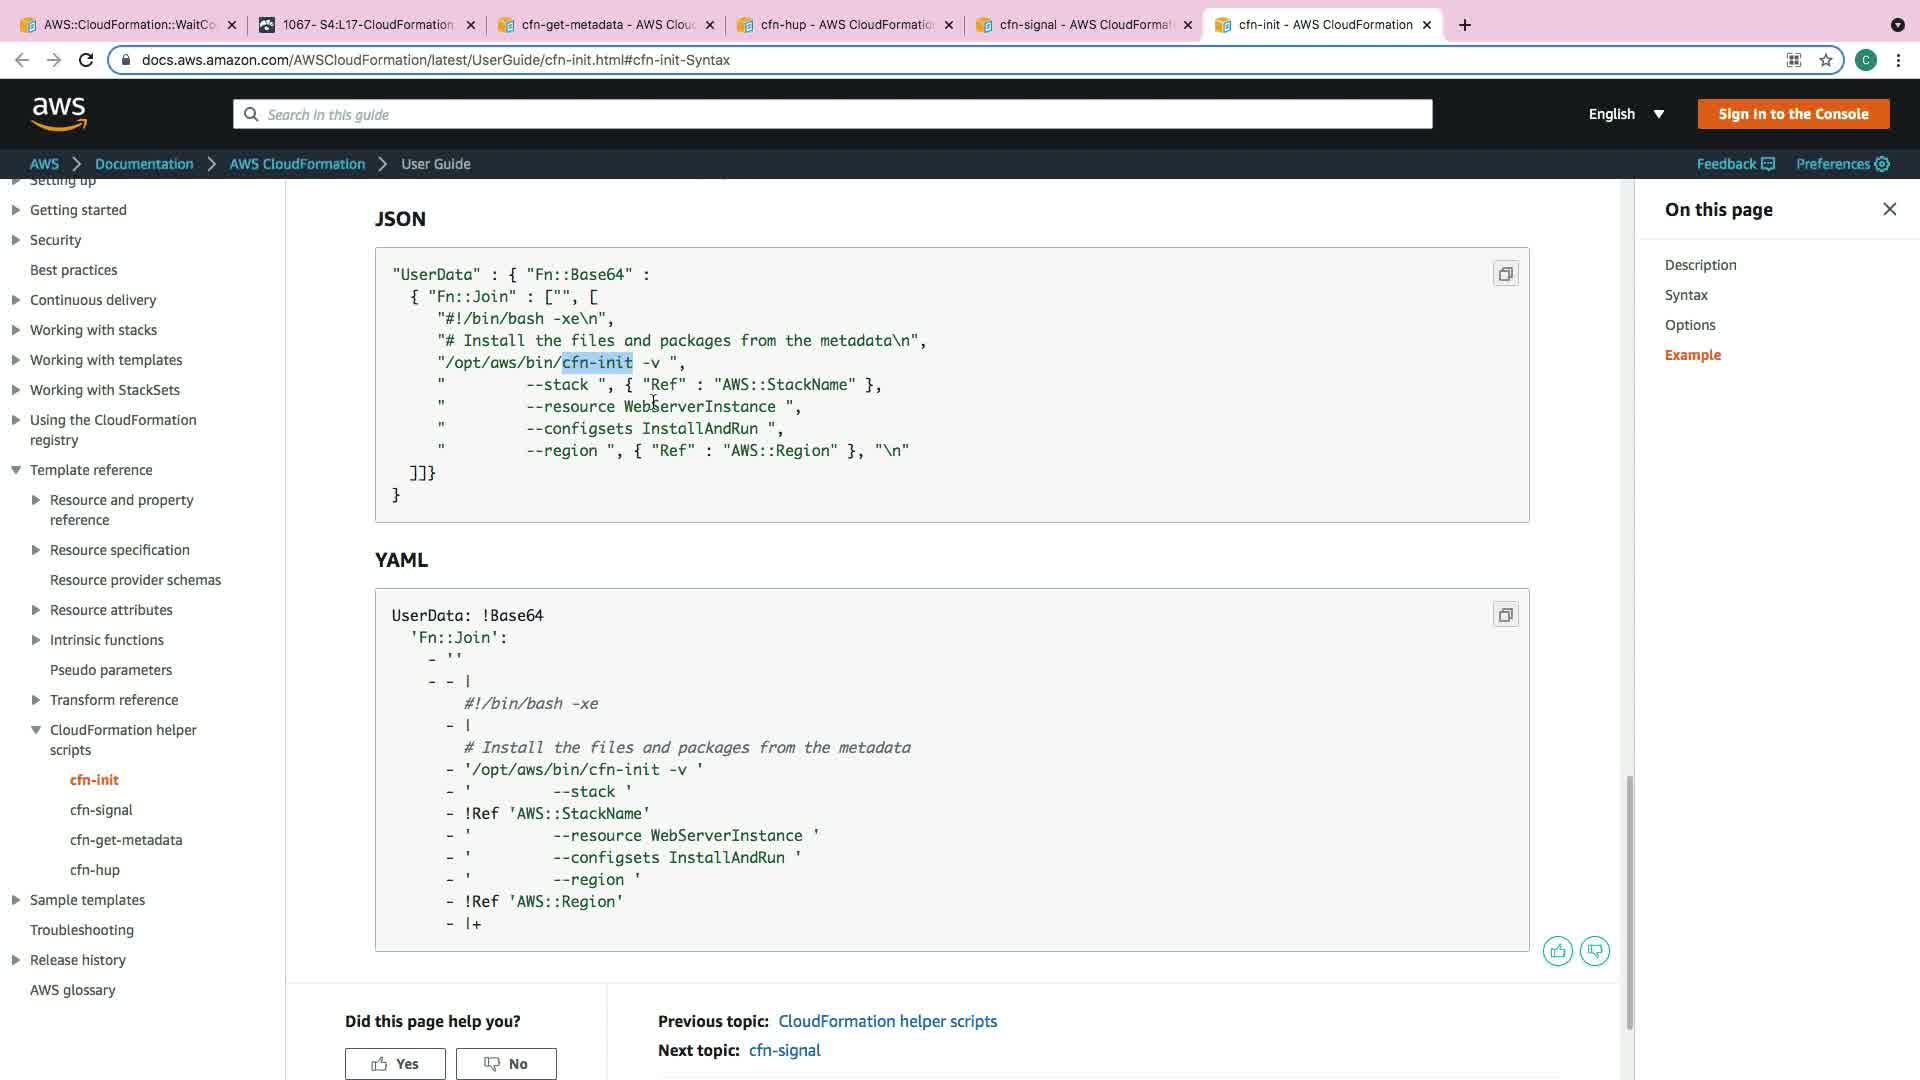 AWS::CloudFormation::WaitCo
1067- S4:L17-CloudFormation
cfn-get-metadata - AWS Clou
cfn-hup - AWS CloudFormatio
cfn-signal - AWS CloudFormat
cfn-init - AWS CloudFormation
docs.aws.amazon.com/AWSCloudFormation/latest/UserGuide/cfn-init.html#cfn-init-Syntax
C
aws
Search in this guide
English
Sign In to the Console
AWS
Documentation
AWS CloudFormation
User Guide
Feedback
Preferences
Setting up
Getting started
Security
Best practices
Continuous delivery
Working with stacks
Working with templates
Working with StackSets
Using the CloudFormation
registry
Template reference
Resource and property
reference
Resource specification
Resource provider schemas
Resource attributes
Intrinsic functions
Pseudo parameters
Transform reference
CloudFormation helper
scripts
cfn-init
cfn-signal
cfn-get-metadata
cfn-hup
Sample templates
Troubleshooting
Release history
AWS glossary
JSON
"UserData" : { "Fn::Base64" :
{ "Fn::Join" : ["", [
"#!/bin/bash -xe\n",
"# Install the files and packages from the metadata\n",
"/opt/aws/bin/cfn-init -v ",
"         --stack ", { "Ref" : "AWS::StackName" },
"         --resource WebServerInstance ",
"         --configsets InstallAndRun ",
"         --region ", { "Ref" : "AWS::Region" }, "\n"
]]}
}
YAML
UserData: !Base64
'Fn::Join':
- ''
- - |
#!/bin/bash -xe
- |
# Install the files and packages from the metadata
- '/opt/aws/bin/cfn-init -v '
- '         --stack '
- !Ref 'AWS::StackName'
- '         --resource WebServerInstance '
- '         --configsets InstallAndRun '
- '         --region '
- !Ref 'AWS::Region'
- |+
Did this page help you?
Yes
No
Previous topic: CloudFormation helper scripts
Next topic: cfn-signal
On this page
Description
Syntax
Options
Example